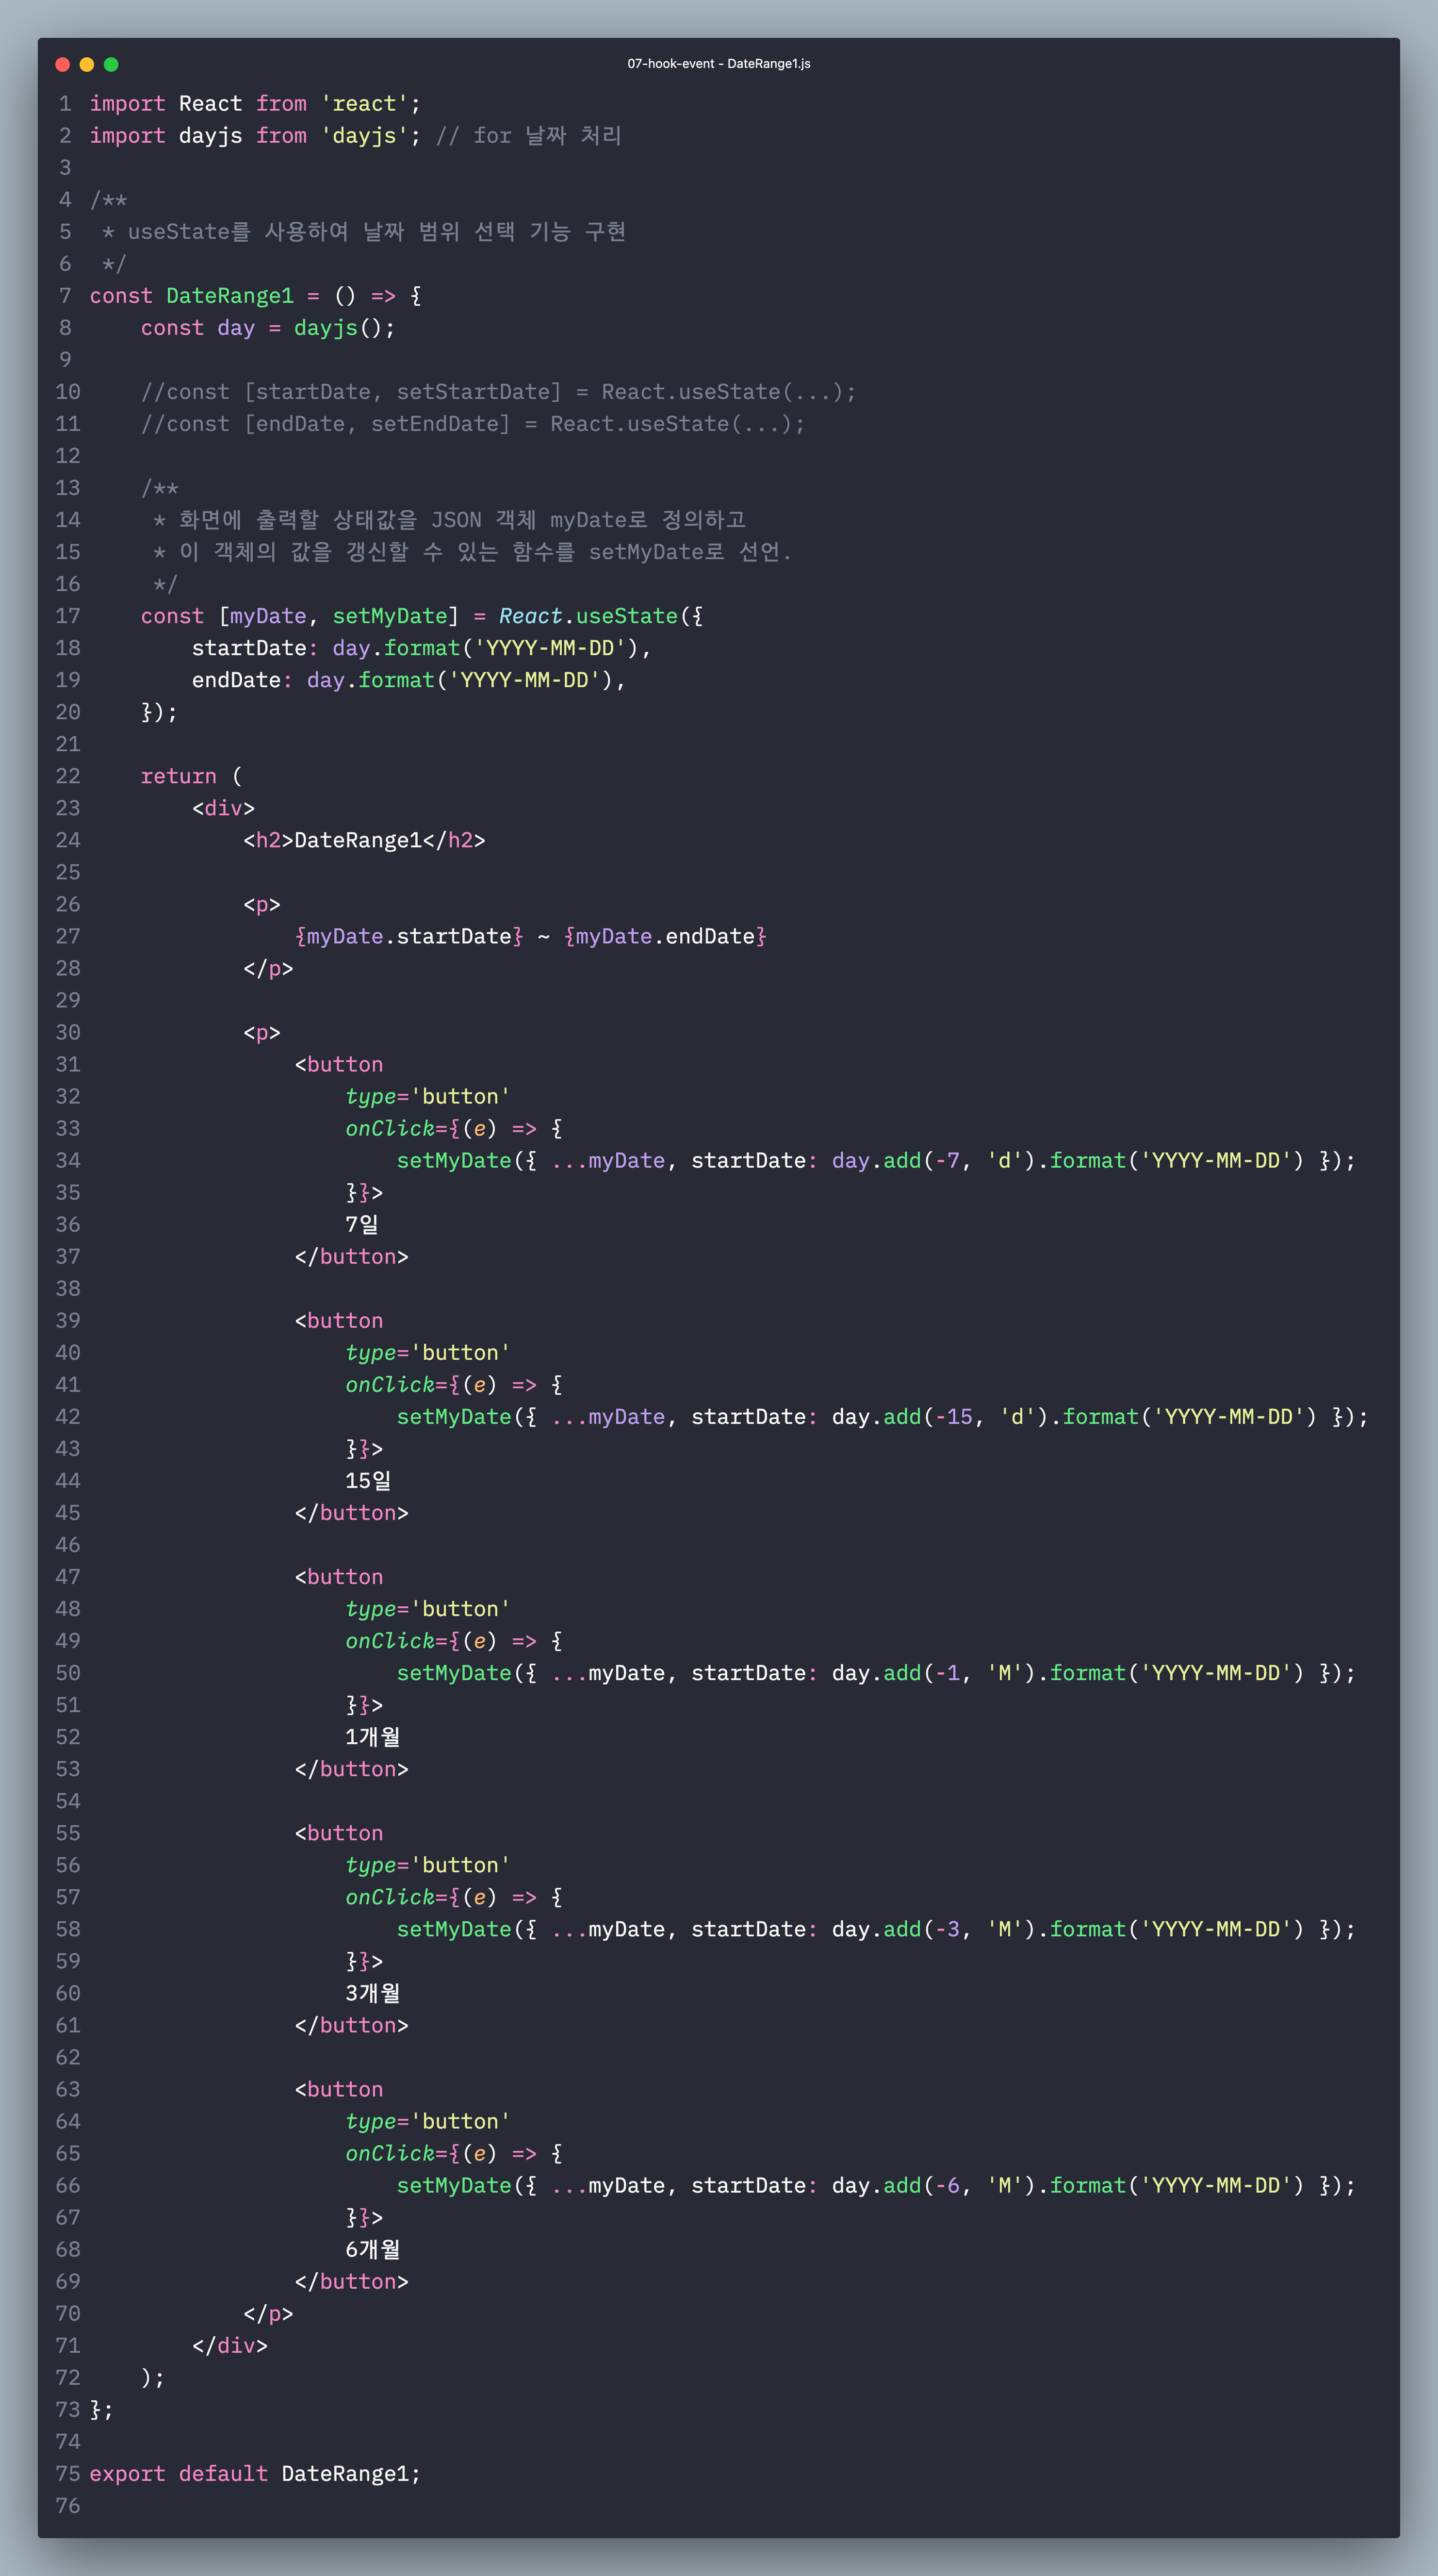 07-hook-event - DateRange1.js
1 import React from 'react';
2 import dayjs from 'dayjs'; // for 날짜 처리
3
4 /**
5  * useState를 사용하여 날짜 범위 선택 기능 구현
6  */
7 const DateRange1 = () => {
8     const day = dayjs();
9
10     //const [startDate, setStartDate] = React.useState(...);
11     //const [endDate, setEndDate] = React.useState(...);
12
13     /**
14      * 화면에 출력할 상태값을 JSON 객체 myDate로 정의하고
15      * 이 객체의 값을 갱신할 수 있는 함수를 setMyDate로 선언.
16      */
17     const [myDate, setMyDate] = React.useState({
18         startDate: day.format('YYYY-MM-DD'),
19         endDate: day.format('YYYY-MM-DD'),
20     });
21
22     return (
23         <div>
24             <h2>DateRange1</h2>
25
26             <p>
27                 {myDate.startDate} ~ {myDate.endDate}
28             </p>
29
30             <p>
31                 <button
32                     type='button'
33                     onClick={(e) => {
34                         setMyDate({ ...myDate, startDate: day.add(-7, 'd').format('YYYY-MM-DD') });
35                     }}>
36                     7일
37                 </button>
38
39                 <button
40                     type='button'
41                     onClick={(e) => {
42                         setMyDate({ ...myDate, startDate: day.add(-15, 'd').format('YYYY-MM-DD') });
43                     }}>
44                     15일
45                 </button>
46
47                 <button
48                     type='button'
49                     onClick={(e) => {
50                         setMyDate({ ...myDate, startDate: day.add(-1, 'M').format('YYYY-MM-DD') });
51                     }}>
52                     1개월
53                 </button>
54
55                 <button
56                     type='button'
57                     onClick={(e) => {
58                         setMyDate({ ...myDate, startDate: day.add(-3, 'M').format('YYYY-MM-DD') });
59                     }}>
60                     3개월
61                 </button>
62
63                 <button
64                     type='button'
65                     onClick={(e) => {
66                         setMyDate({ ...myDate, startDate: day.add(-6, 'M').format('YYYY-MM-DD') });
67                     }}>
68                     6개월
69                 </button>
70             </p>
71         </div>
72     );
73 };
74
75 export default DateRange1;
76